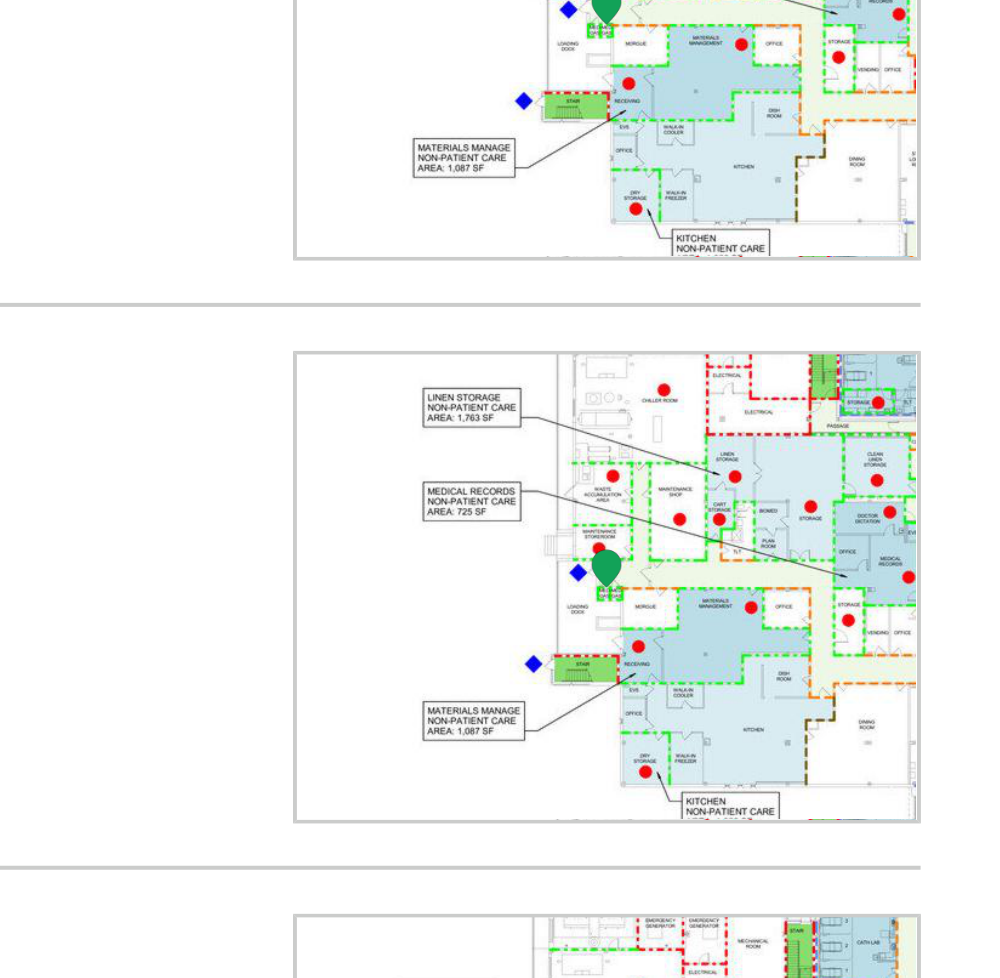 RECORDS
LOADING
DOCK
MORGUE
MATERIALS
MANAGEMENT
OFFICE
STORAGE
VENDING
OFFICE
STAIR
RECEIVING
DISH
ROOM
EVS
WALK-IN
COOLER
MATERIALS MANAGE
NON-PATIENT CARE
AREA: 1,087 SF
OFFICE
KITCHEN
DINING
ROOM
DRY
STORAGE
WALK-IN
FREEZER
KITCHEN
NON-PATIENT CARE
ELECTRICAL
CHILLER ROOM
STORAGE
TLT
ELECTRICAL
PASSAGE
LINEN STORAGE
NON-PATIENT CARE
AREA: 1,763 SF
LINEN
STORAGE
CLEAN
LINEN
STORAGE
MEDICAL RECORDS
NON-PATIENT CARE
AREA: 725 SF
WASTE
ACCUMULATION
AREA
MAINTENANCE
SHOP
CART
STORAGE
BIOMED
STORAGE
DOCTOR
DICTATION
MAINTENANCE
STOREROOM
TLT
PLAN
ROOM
OFFICE
MEDICAL
RECORDS
LOADING
DOCK
MORGUE
MATERIALS
MANAGEMENT
OFFICE
STORAGE
VENDING
OFFICE
STAIR
RECEIVING
DISH
ROOM
EVS
WALK-IN
COOLER
MATERIALS MANAGE
NON-PATIENT CARE
AREA: 1,087 SF
OFFICE
KITCHEN
DINING
ROOM
DRY
STORAGE
WALK-IN
FREEZER
KITCHEN
NON-PATIENT CARE
EMERGENCY
GENERATOR
EMERGENCY
GENERATOR
MECHANICAL
ROOM
STAIR
3
2
CATH LAB
ELECTRICAL